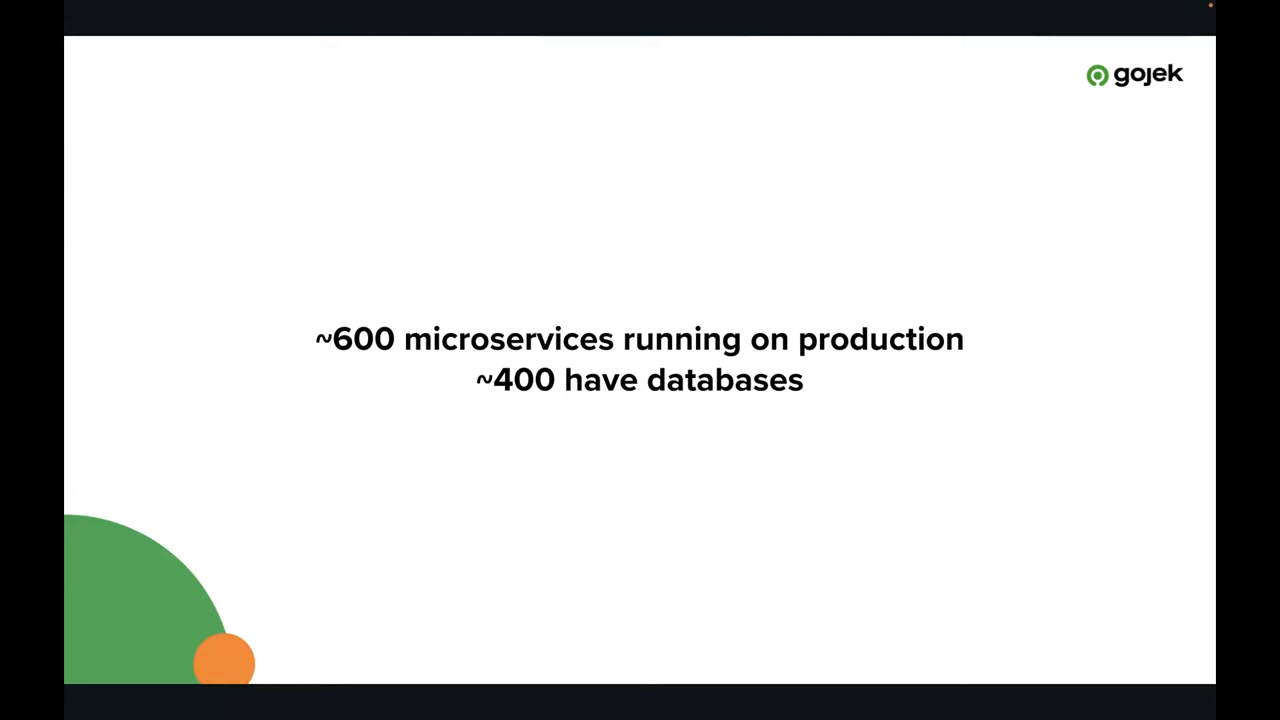 gojek
~600 microservices running on production
~400 have databases